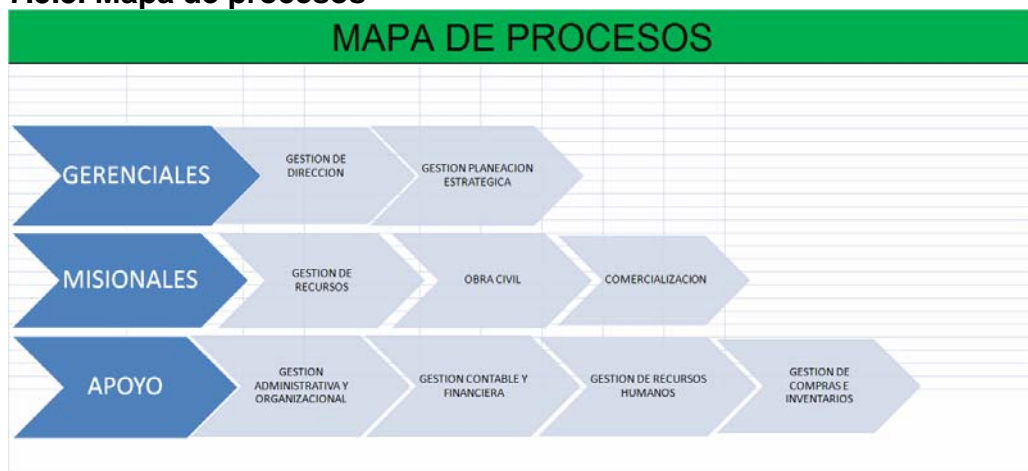 MAPA DE PROCESOS
GERENCIALES
GESTION DE
DIRECCION
GESTION PLANEACION
ESTRATEGICA
MISIONALES
GESTION DE
RECURSOS
OBRA CIVIL
COMERCIALIZACION
APOYO
GESTION
ADMINISTRATIVA Y
ORGANIZACIONAL
GESTION CONTABLE Y
FINANCIERA
GESTION DE RECURSOS
HUMANOS
GESTION DE
COMPRAS E
INVENTARIOS